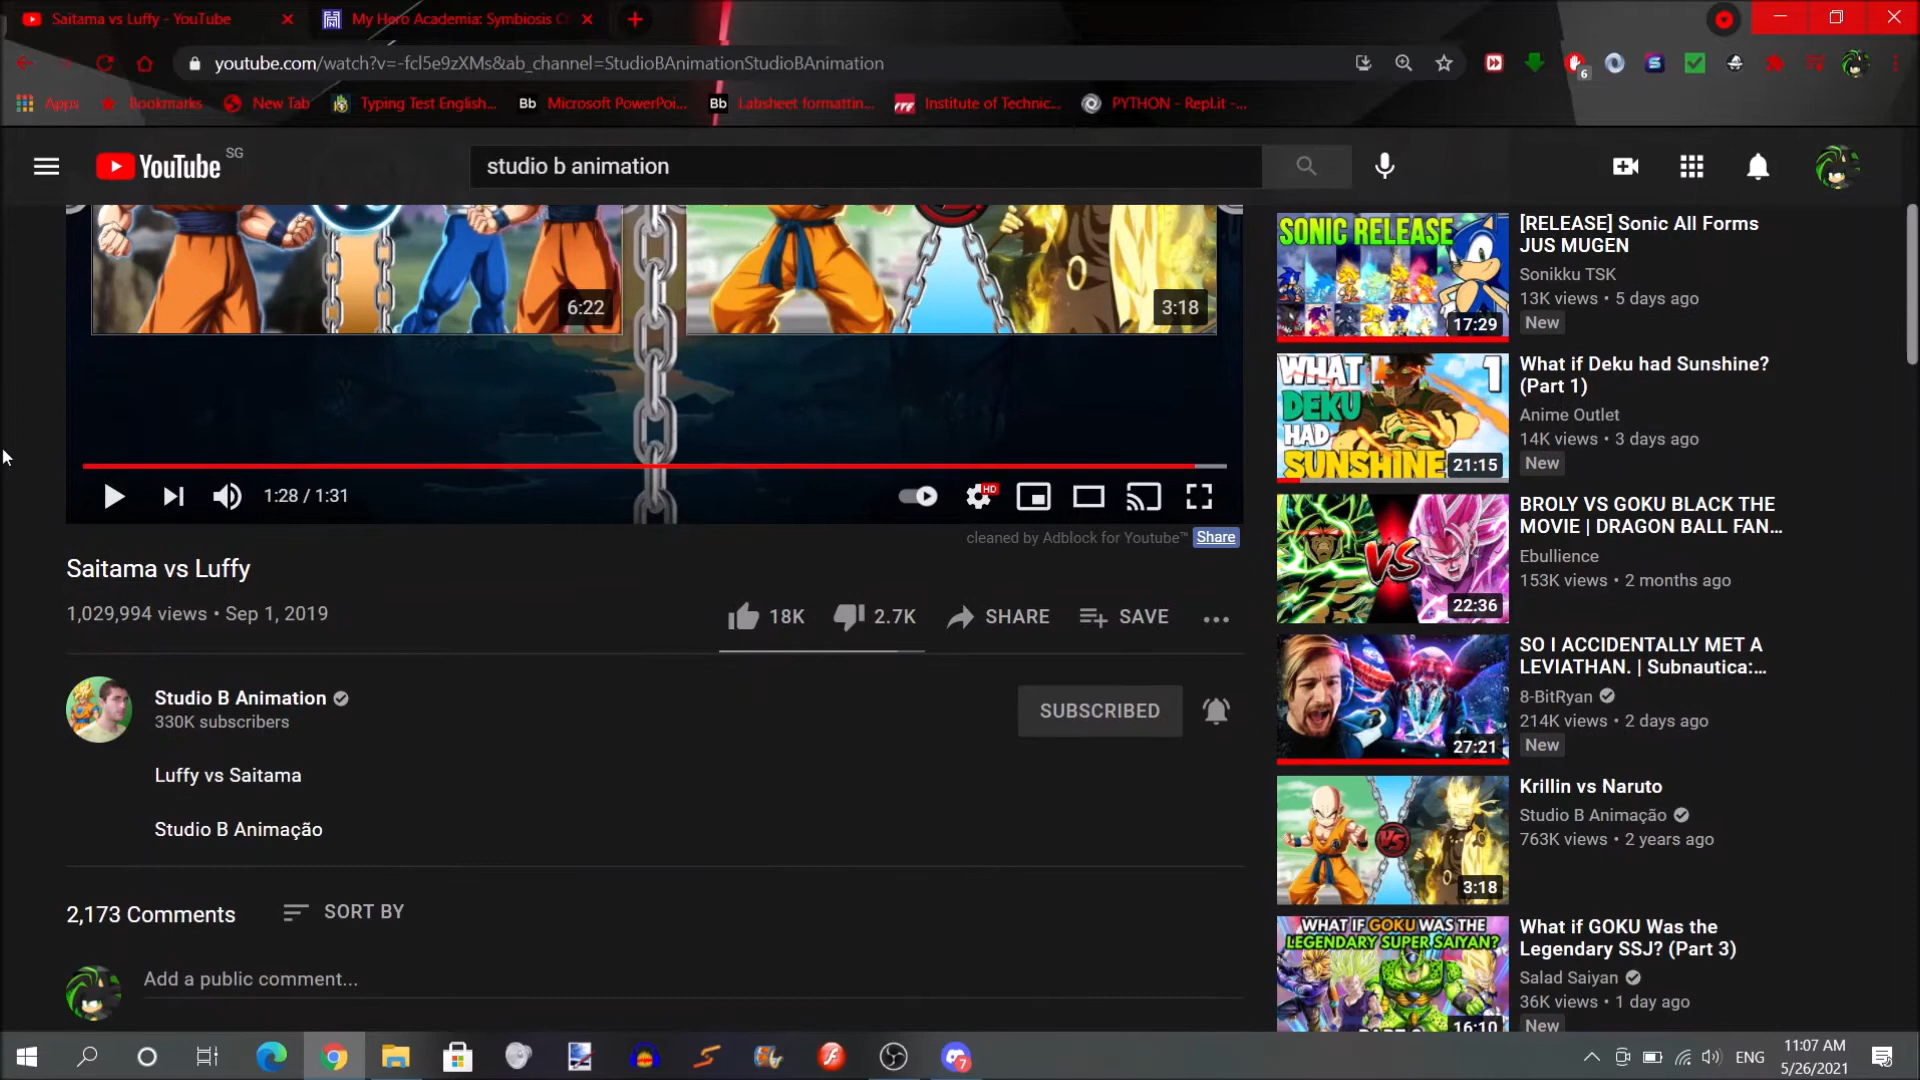 Saitama vs Luffy - YouTube
My Hero Academia: Symbiosis C
youtube.com/watch?v=-fcl5e9zXMs&ab_channel=StudioBAnimationStudioBAnimation
6
Apps
Bookmarks
New Tab
Typing Test English...
Bb Microsoft PowerPoi...
Bb Labsheet formattin...
Institute of Technic...
PYTHON - Repl.it -...
YouTube SG
studio b animation
6:22
3:18
1:28 / 1:31
HD
cleaned by Adblock for Youtube™ Share
Saitama vs Luffy
1,029,994 views • Sep 1, 2019
18K
2.7K
SHARE
SAVE
Studio B Animation
330K subscribers
SUBSCRIBED
Luffy vs Saitama
Studio B Animação
2,173 Comments
SORT BY
Add a public comment...
SONIC RELEASE
17:29
[RELEASE] Sonic All Forms
JUS MUGEN
Sonikku TSK
13K views • 5 days ago
New
WHAT I
DEKU
HAD
SUNSHINE
1
21:15
What if Deku had Sunshine?
(Part 1)
Anime Outlet
14K views • 3 days ago
New
VS
22:36
BROLY VS GOKU BLACK THE
MOVIE | DRAGON BALL FAN...
Ebullience
153K views • 2 months ago
27:21
SO I ACCIDENTALLY MET A
LEVIATHAN. | Subnautica:...
8-BitRyan
214K views • 2 days ago
New
VS
3:18
Krillin vs Naruto
Studio B Animação
763K views • 2 years ago
WHAT IF GOKU WAS THE
LEGENDARY SUPER SAIYAN?
16:10
What if GOKU Was the
Legendary SSJ? (Part 3)
Salad Saiyan
36K views • 1 day ago
New
7
ENG
11:07 AM
5/26/2021